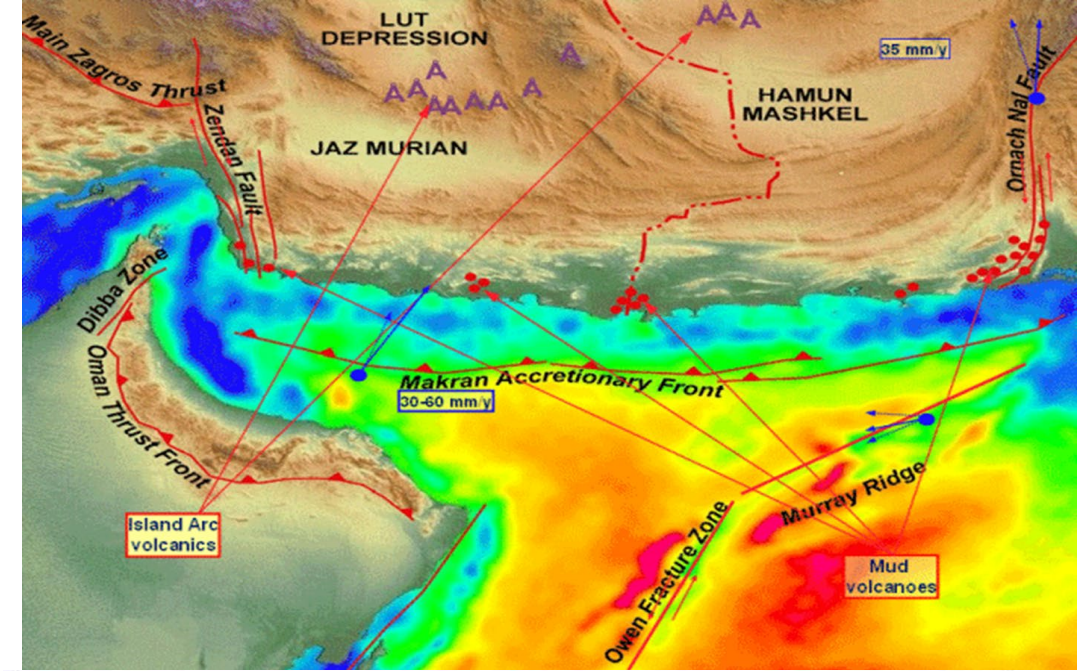 LUT
DEPRESSION
35 mm/y
Main Zagros Thrust
HAMUN
MASHKEL
Ornach Nal Fault
Zendan Fault
JAZ MURIAN
Dibba Zone
Makran Accretionary Front
30-60 mm/y
Oman Thrust Front
Murray Ridge
Island Arc
volcanics
Owen Fracture Zone
Mud
volcanoes